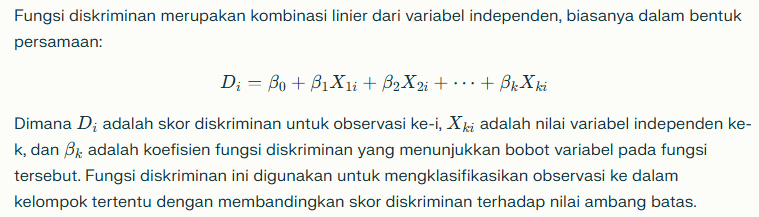 Fungsi diskriminan merupakan kombinasi linier dari variabel independen, biasanya dalam bentuk
persamaan:
D_i = β_0 + β_1X_{1i} + β_2X_{2i} + ⋯ + β_kX_{ki}
Dimana D_i adalah skor diskriminan untuk observasi ke-i, X_{ki} adalah nilai variabel independen ke-
k, dan β_k adalah koefisien fungsi diskriminan yang menunjukkan bobot variabel pada fungsi
tersebut. Fungsi diskriminan ini digunakan untuk mengklasifikasikan observasi ke dalam
kelompok tertentu dengan membandingkan skor diskriminan terhadap nilai ambang batas.